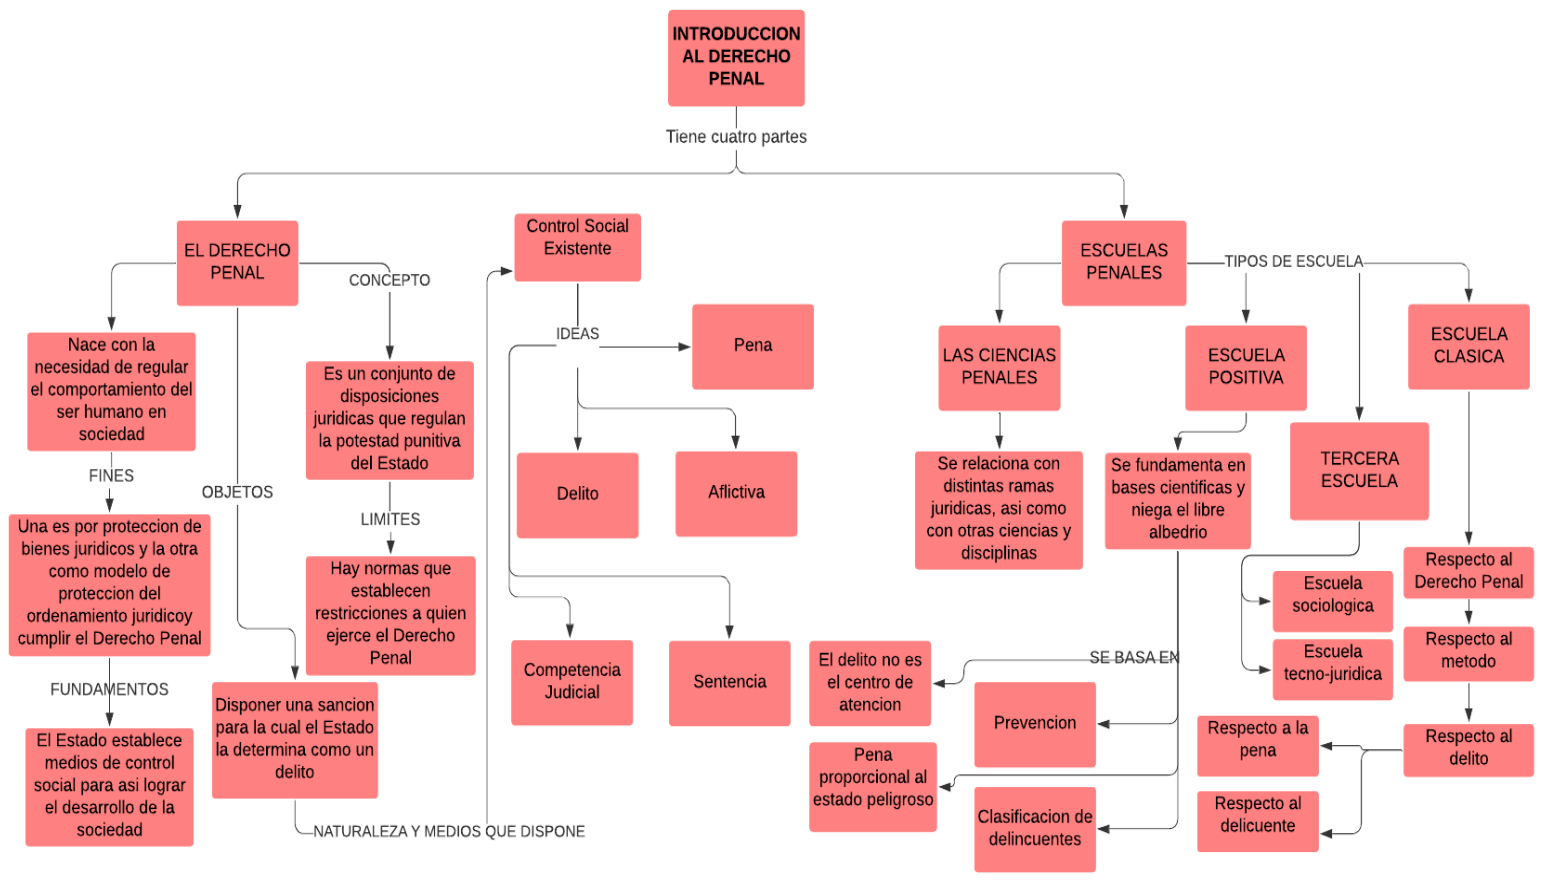 INTRODUCCION
AL DERECHO
PENAL
Tiene cuatro partes
EL DERECHO
PENAL
CONCEPTO
Nace con la
necesidad de regular
el comportamiento del
ser humano en
sociedad
FINES
Una es por proteccion de
bienes juridicos y la otra
como modelo de
proteccion del
ordenamiento juridicoy
cumplir el Derecho Penal
FUNDAMENTOS
El Estado establece
medios de control
social para asi lograr
el desarrollo de la
sociedad
OBJETOS
Disponer una sancion
para la cual el Estado
la determina como un
delito
NATURALEZA Y MEDIOS QUE DISPONE
Es un conjunto de
disposiciones
juridicas que regulan
la potestad punitiva
del Estado
LIMITES
Hay normas que
establecen
restricciones a quien
ejerce el Derecho
Penal
Control Social
Existente
IDEAS
Pena
Delito
Aflictiva
Competencia
Judicial
Sentencia
ESCUELAS
PENALES
TIPOS DE ESCUELA
LAS CIENCIAS
PENALES
Se relaciona con
distintas ramas
juridicas, asi como
con otras ciencias y
disciplinas
ESCUELA
POSITIVA
Se fundamenta en
bases cientificas y
niega el libre
albedrio
SE BASA EN
El delito no es
el centro de
atencion
Prevencion
Pena
proporcional al
estado peligroso
Clasificacion de
delincuentes
TERCERA
ESCUELA
Escuela
sociologica
Escuela
tecno-juridica
ESCUELA
CLASICA
Respecto al
Derecho Penal
Respecto al
metodo
Respecto al
delito
Respecto a la
pena
Respecto al
delicuente